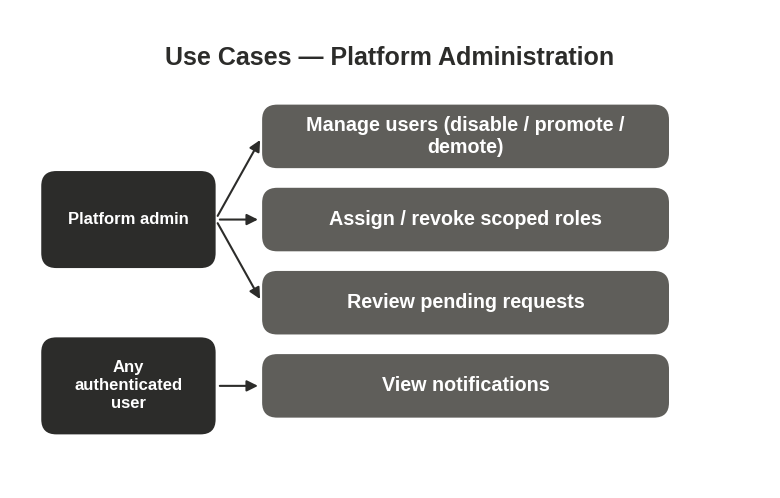 Use Cases — Platform Administration
Manage users (disable / promote /
demote)
Platform admin
Assign / revoke scoped roles
Review pending requests
Any
authenticated
user
View notifications